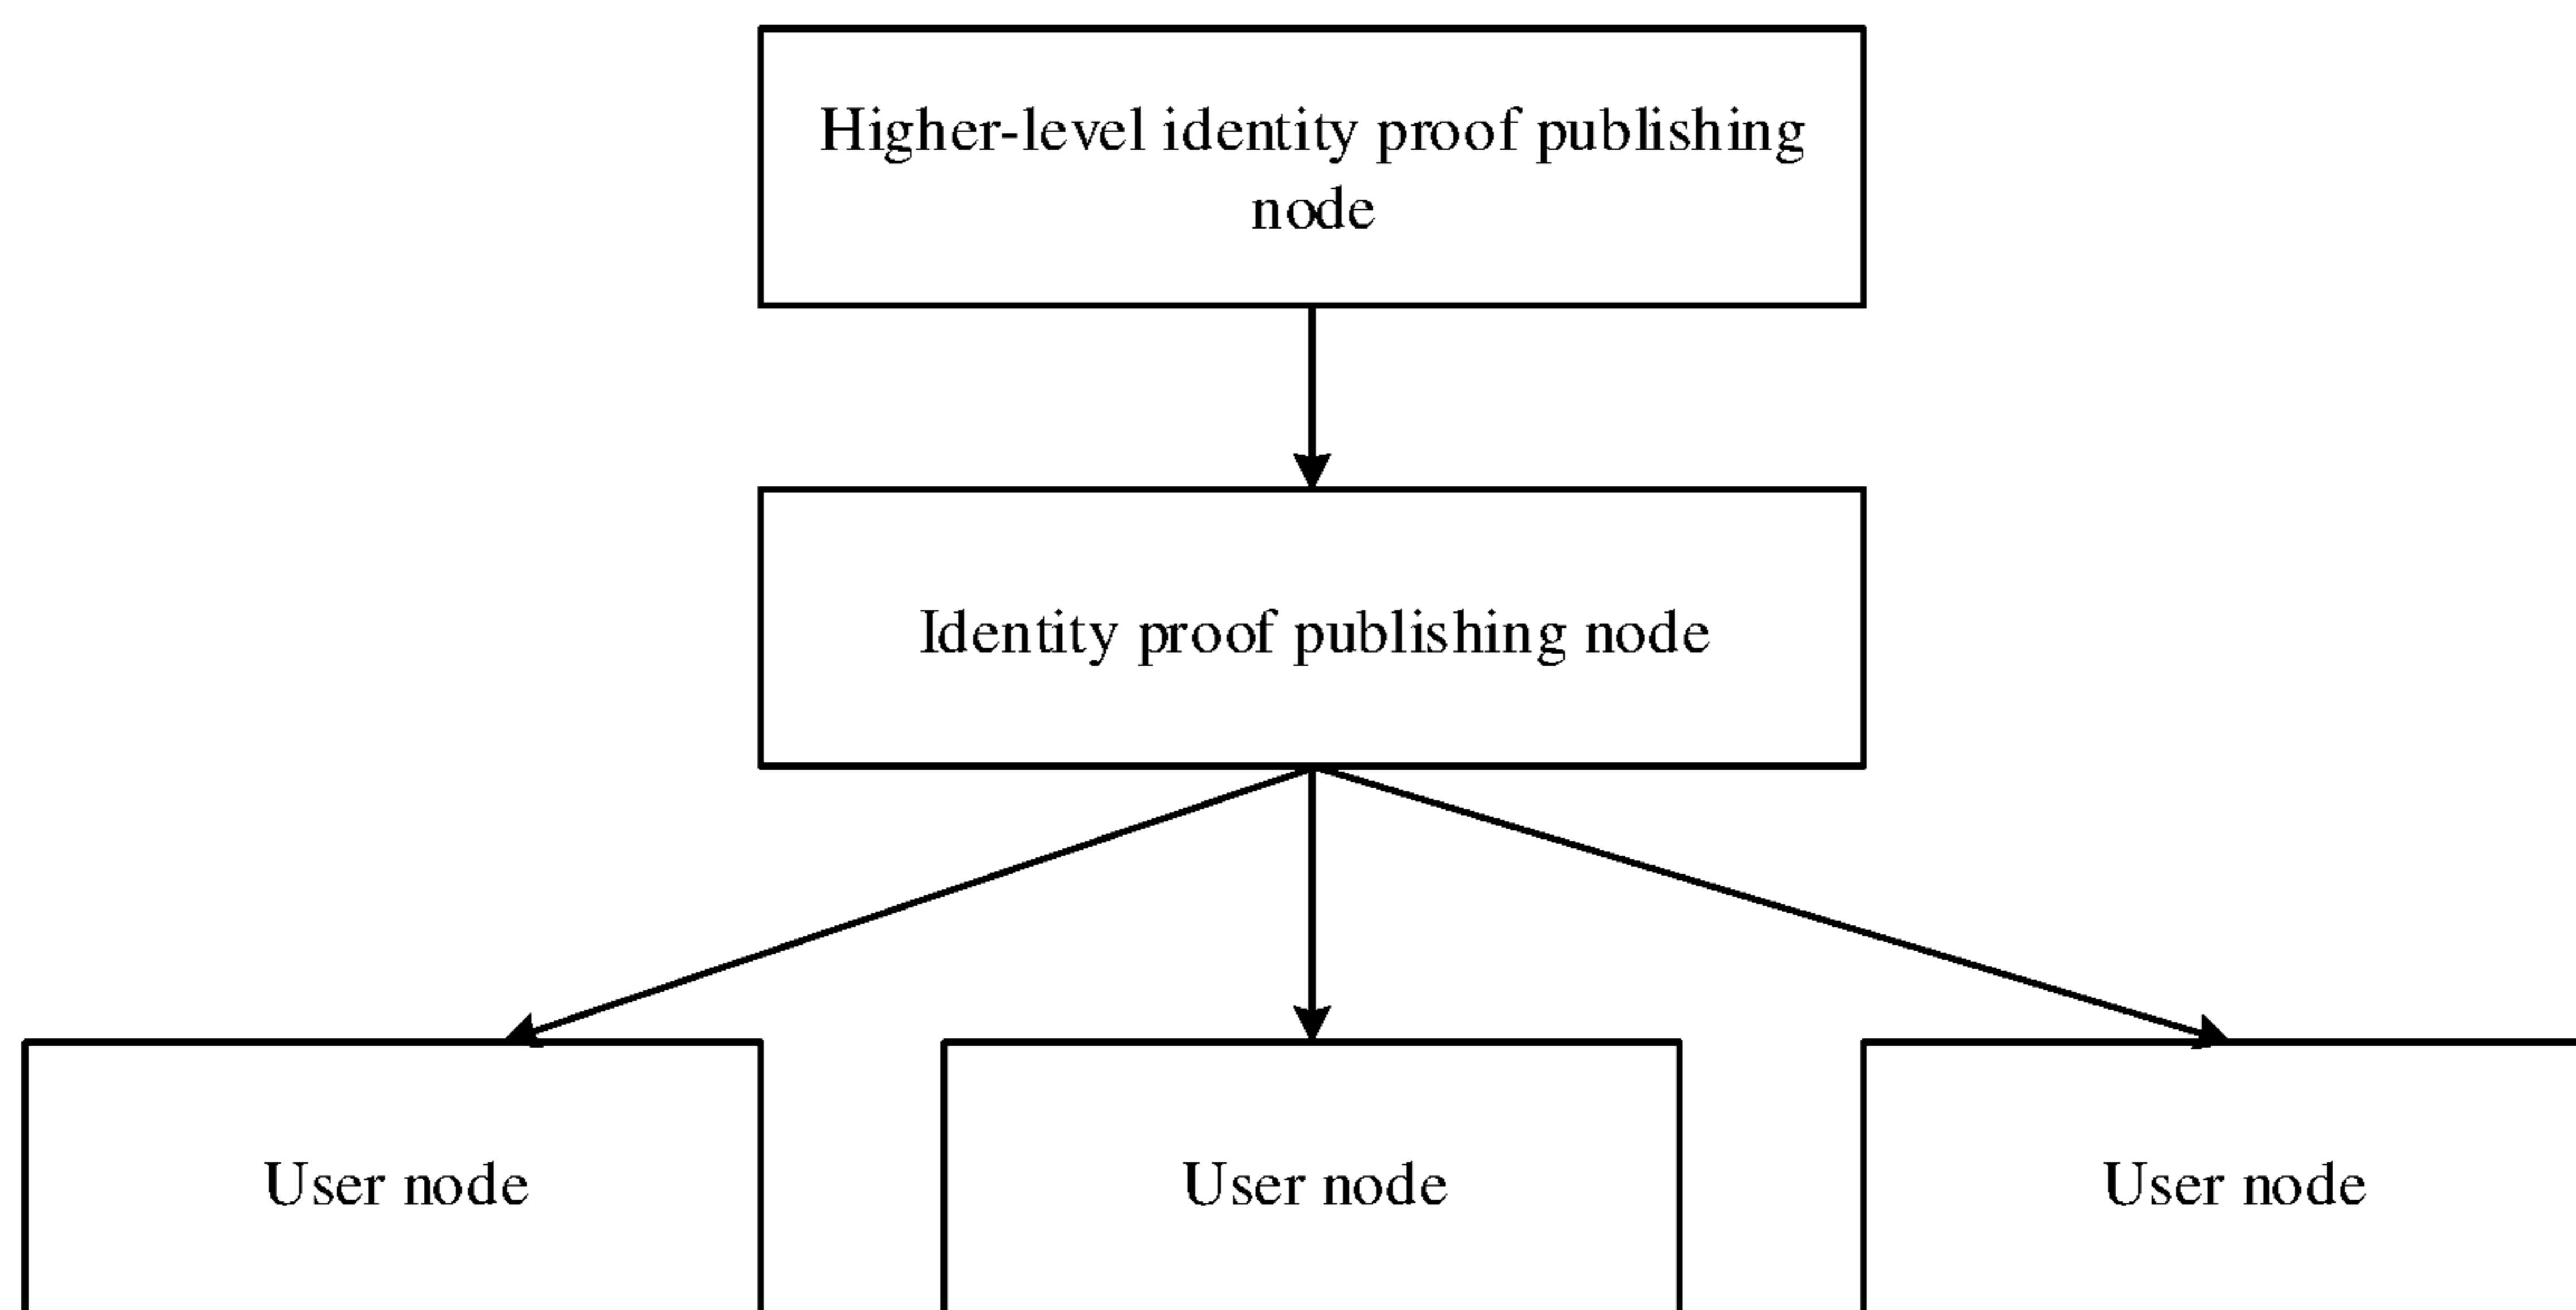 Higher-level identity proof publishing
node
Identity proof publishing node
User node
User node
User node